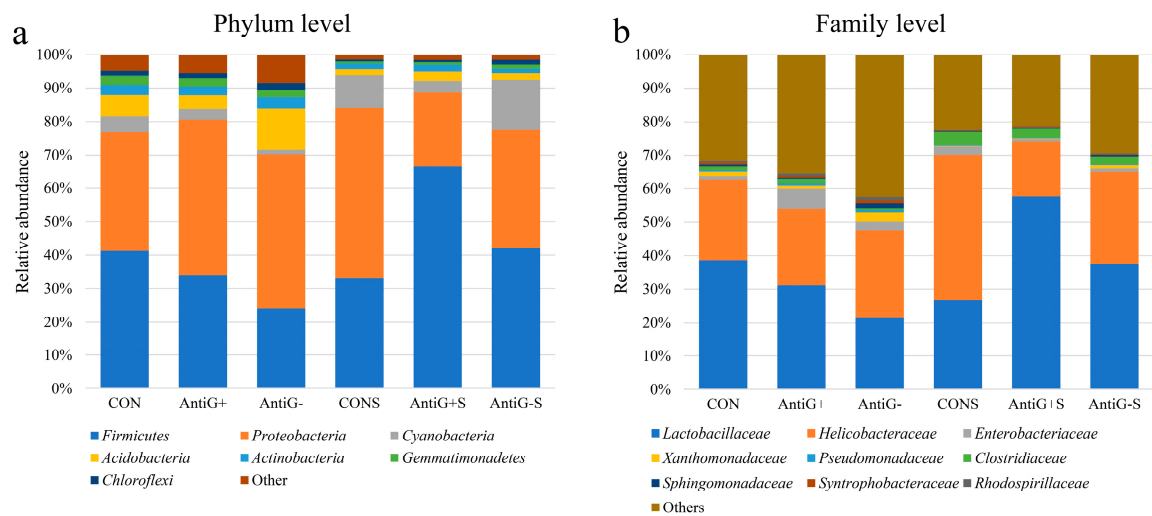 a
Phylum level
100%
90%
80%
70%
60%
50%
40%
30%
20%
10%
0%
Relative abundance
CON AntiG+ AntiG- CONS AntiG+S AntiG-S
Firmicutes Proteobacteria Cyanobacteria
Acidobacteria Actinobacteria Gemmatimonadetes
Chloroflexi Other
b
Family level
100%
90%
80%
70%
60%
50%
40%
30%
20%
10%
0%
Relative abundance
CON AntiG| AntiG- CONS AntiG|S AntiG-S
Lactobacillaceae Helicobacteraceae Enterobacteriaceae
Xanthomonadaceae Pseudomonadaceae Clostridiaceae
Sphingomonadaceae Syntrophobacteraceae Rhodospirillaceae
Others